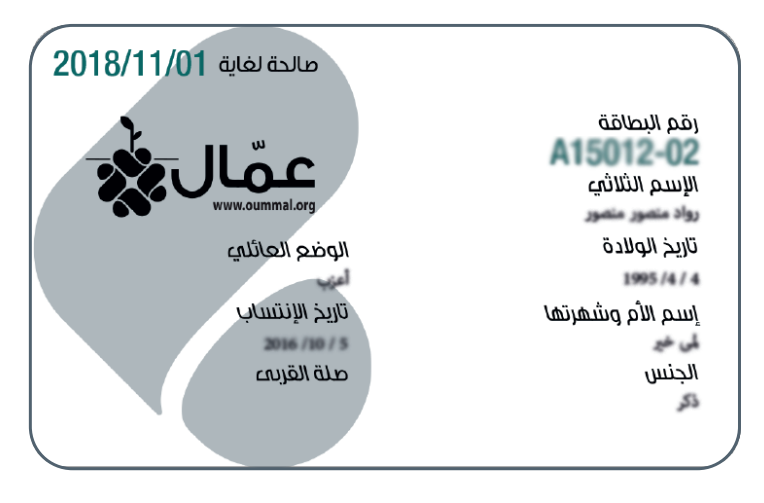 صالحة لغاية 2018/11/01
عمّال
www.oummal.org
رقم البطاقة
A15012-02
الإسم الثلاثي
رواد منصور منصور
تاريخ الولادة
1995 /4 / 4
إسم الأم وشهرتها
لمى خير
الجنس
ذكر
الوضع العائلي
أعزب
تاريخ الإنتساب
2016 /10 / 5
صلة القربى